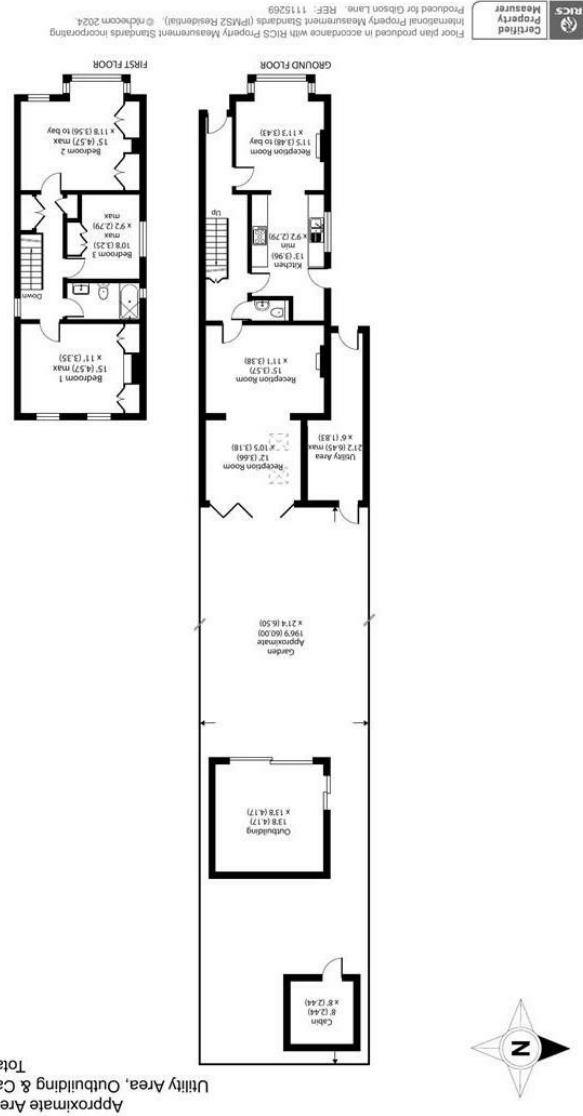 Approximate Are
Utility Area, Outbuilding & Ca
Tota
N
Cabin
8' (2.44)
x 8' (2.44)
Outbuilding
13'8 (4.17)
x 13'8 (4.17)
Garden
Approximate
196'9 (60.00)
x 21'4 (6.50)
Utility Area
21'2 (6.45) max
x 6' (1.83)
Reception Room
12' (3.66)
x 10'5 (3.18)
Reception Room
15' (3.57)
x 11'1 (3.38)
Kitchen
13' (3.96)
x 9'2 (2.79)
min
Up
Reception Room
11'5 (3.48) to bay
x 11'3 (3.43)
GROUND FLOOR
Bedroom 1
15' (4.57) max
x 11' (3.35)
Down
Bedroom 3
10'8 (3.25)
max
x 9'2 (2.79)
max
Bedroom 2
15' (4.57) max
x 11'8 (3.56) to bay
FIRST FLOOR
RICS
Certified
Property
Measurer
Floor plan produced in accordance with RICS Property Measurement Standards incorporating
International Property Measurement Standards (IPMS2 Residential). © nichecom 2024.
Produced for Gibson Lane. REF: 1115269